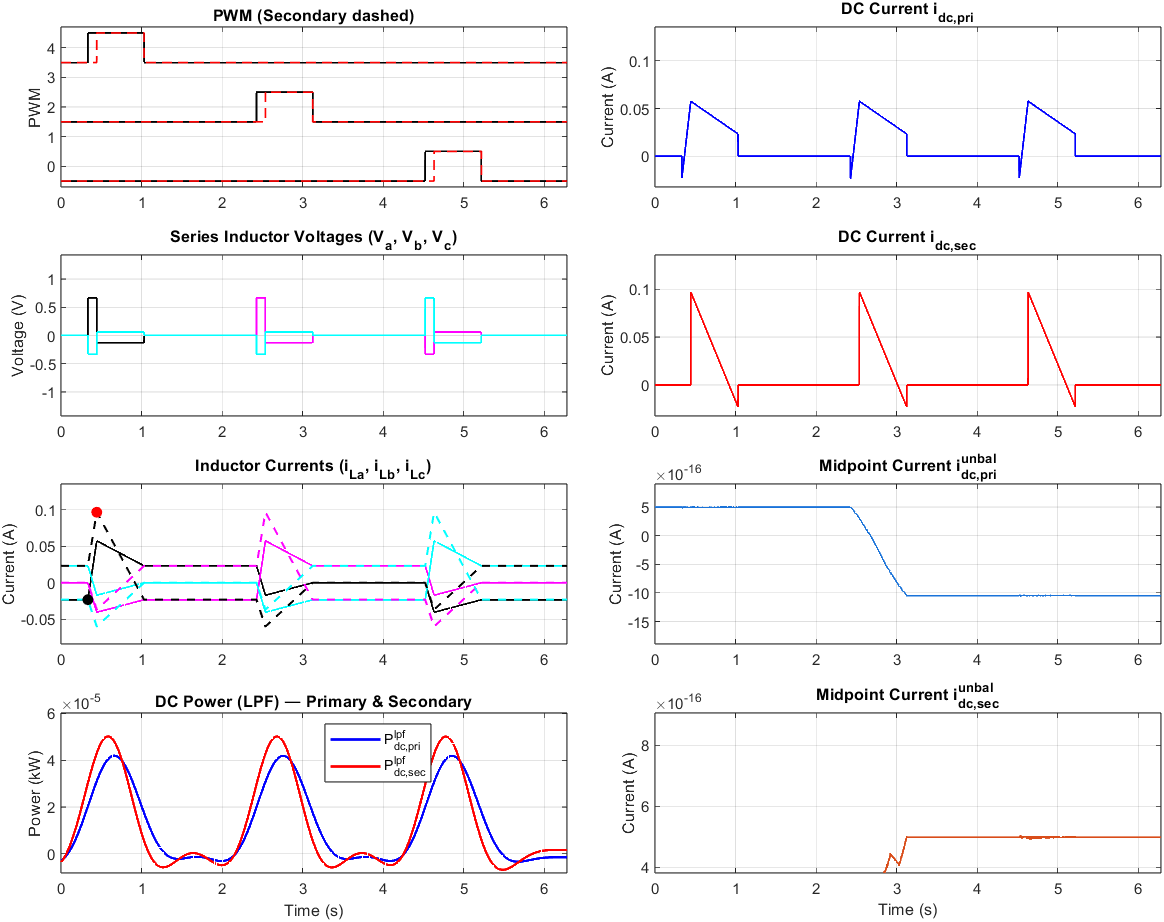 PWM (Secondary dashed)
PWM
4
3
2
1
0
0 1 2 3 4 5 6
DC Current i_dc,pri
Current (A)
0.1
0.05
0
0 1 2 3 4 5 6
Series Inductor Voltages (V_a, V_b, V_c)
Voltage (V)
1
0.5
0
-0.5
-1
0 1 2 3 4 5 6
DC Current i_dc,sec
Current (A)
0.1
0.05
0
0 1 2 3 4 5 6
Inductor Currents (i_La, i_Lb, i_Lc)
Current (A)
0.1
0.05
0
-0.05
0 1 2 3 4 5 6
Midpoint Current i^unbal_dc,pri
×10^-16
Current (A)
5
0
-5
-10
-15
0 1 2 3 4 5 6
DC Power (LPF) — Primary & Secondary
×10^-5
Power (kW)
6
4
2
0
P^lpf_dc,pri
P^lpf_dc,sec
0 1 2 3 4 5 6
Time (s)
Midpoint Current i^unbal_dc,sec
×10^-16
Current (A)
8
6
4
0 1 2 3 4 5 6
Time (s)